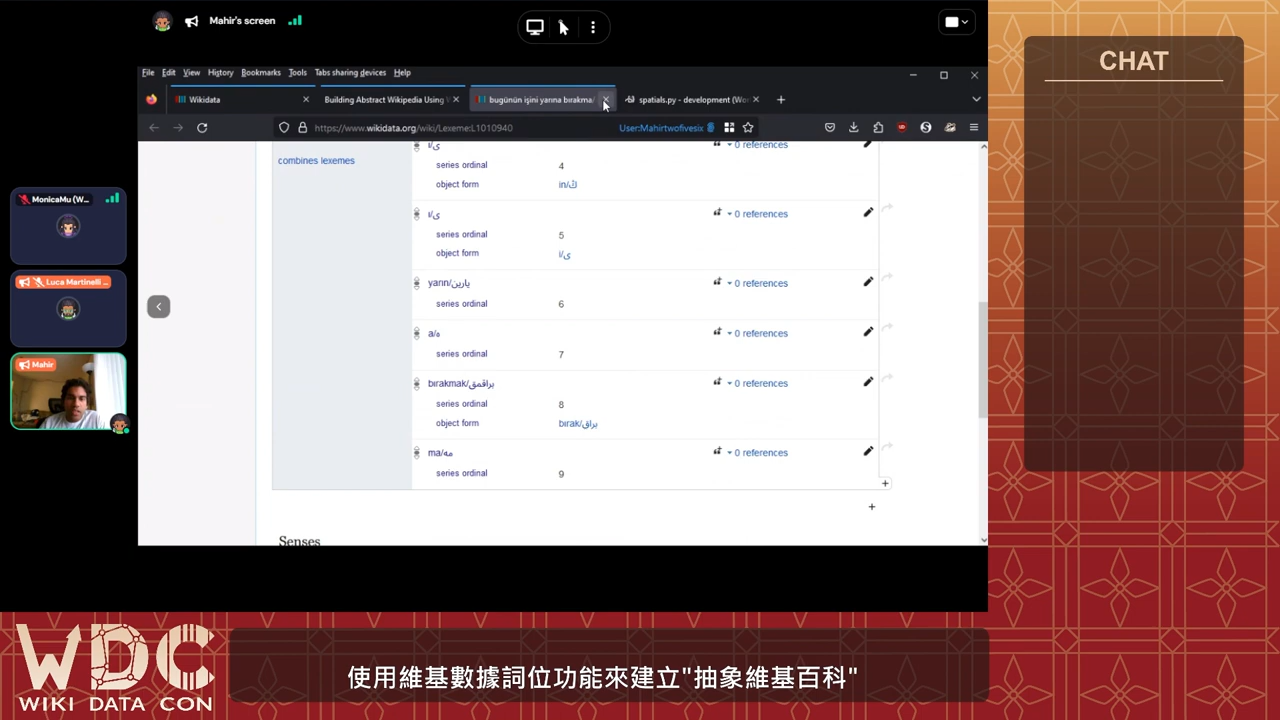 Mahir's screen
CHAT
File Edit View History Bookmarks Tools Tabs sharing devices Help
Wikidata
Building Abstract Wikipedia Using
bugünün işini yarına bırakma/
spatials.py - development (Wo
https://www.wikidata.org/wiki/Lexeme:L1010940
User:Mahirtwofivesix
combines lexemes
ı/ی
0 references
series ordinal 4
object form in/ڭ
ı/ی
0 references
series ordinal 5
object form i/ی
yarın/يارين
0 references
series ordinal 6
a/ه
0 references
series ordinal 7
bırakmak/براقمق
0 references
series ordinal 8
object form bırak/براق
ma/مه
0 references
series ordinal 9
Senses
MonicaMu (W...
Luca Martinelli ...
Mahir
WDC
WIKI DATA CON
使用維基數據詞位功能來建立"抽象維基百科"